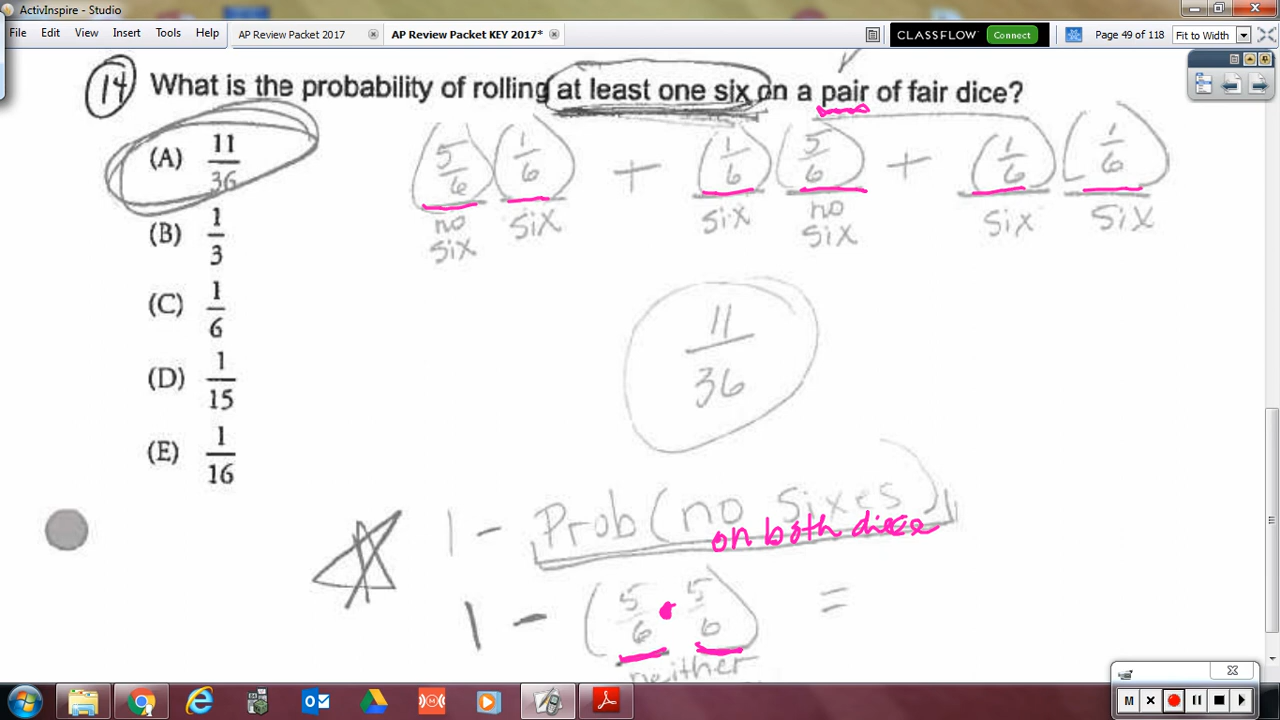 ActivInspire - Studio
File Edit View Insert Tasks Tools Help AP Review Packet 2017 AP Review Packet KEY 2017* CLASSFLOW Connect Page 49 of 118 Fit to Width
14 What is the probability of rolling at least one six on a pair of fair dice?
(A) 11/36
(5/6)(1/6) + (1/6)(5/6) + (1/6)(1/6)
no six six six no six six six
(B) 1/3
(C) 1/6
11/36
(D) 1/15
(E) 1/16
1 - Prob (no sixes)
on both dice
1 - (5/6 • 5/6) =
neither
M